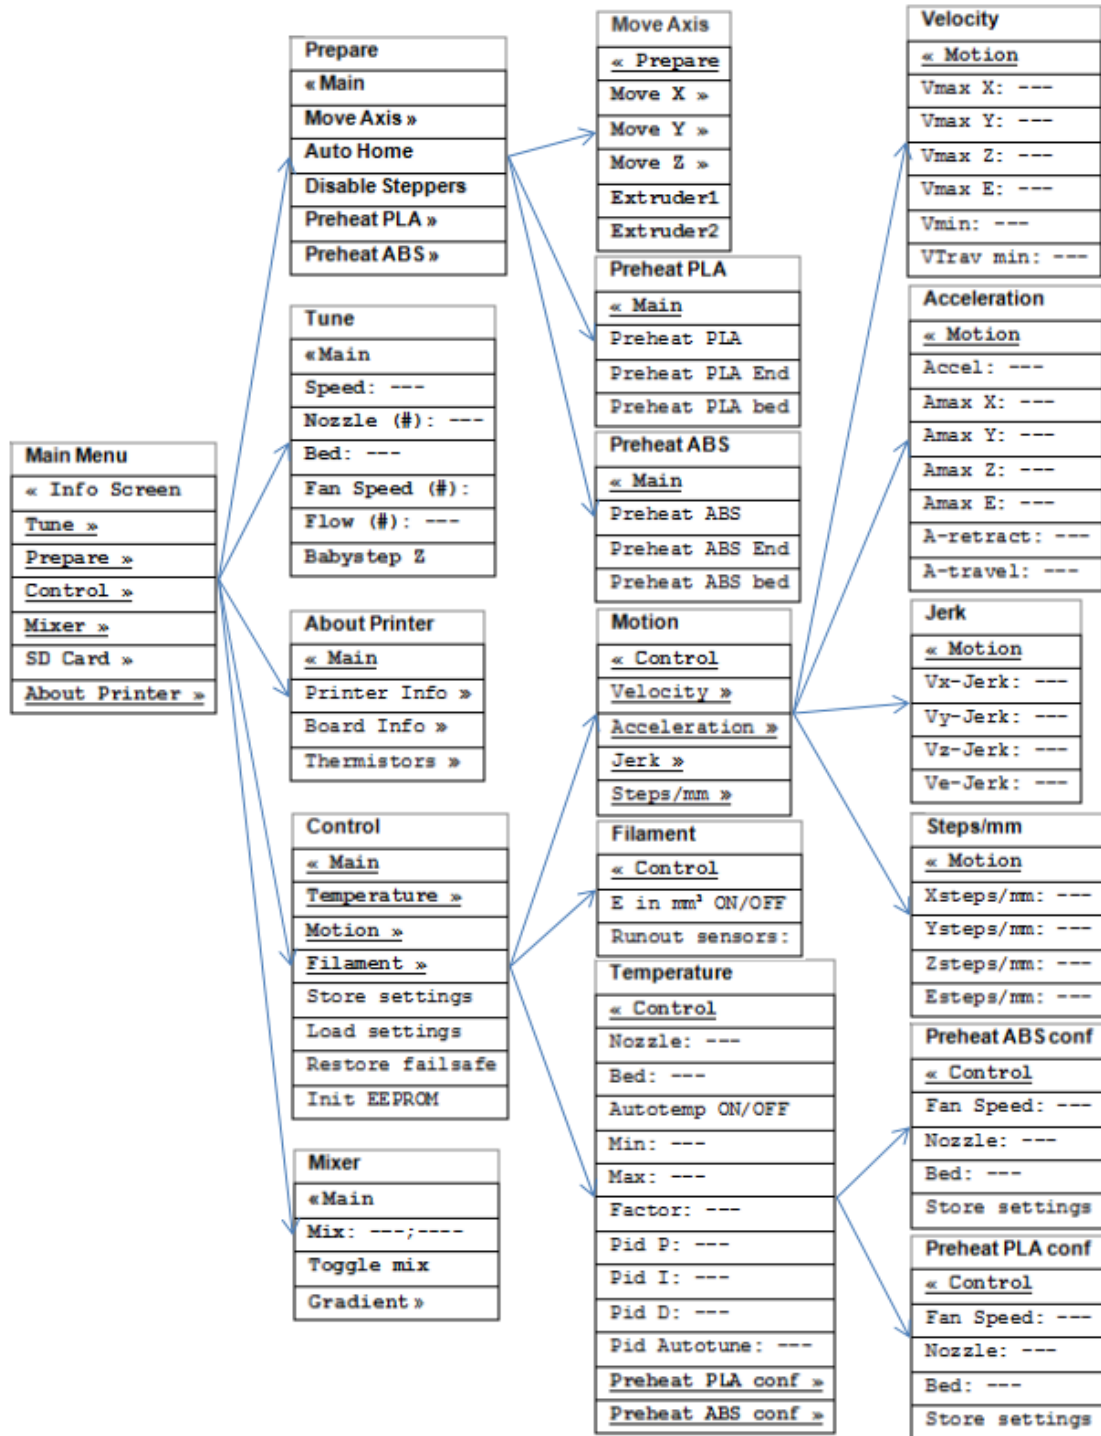 Main Menu
« Info Screen
Tune »
Prepare »
Control »
Mixer »
SD Card »
About Printer »
Prepare
« Main
Move Axis »
Auto Home
Disable Steppers
Preheat PLA »
Preheat ABS »
Tune
«Main
Speed: ---
Nozzle (#): ---
Bed: ---
Fan Speed (#):
Flow (#): ---
Babystep Z
About Printer
« Main
Printer Info »
Board Info »
Thermistors »
Control
« Main
Temperature »
Motion »
Filament »
Store settings
Load settings
Restore failsafe
Init EEPROM
Mixer
«Main
Mix: ---;----
Toggle mix
Gradient »
Move Axis
« Prepare
Move X »
Move Y »
Move Z »
Extruder1
Extruder2
Preheat PLA
« Main
Preheat PLA
Preheat PLA End
Preheat PLA bed
Preheat ABS
« Main
Preheat ABS
Preheat ABS End
Preheat ABS bed
Motion
« Control
Velocity »
Acceleration »
Jerk »
Steps/mm »
Filament
« Control
E in mm³ ON/OFF
Runout sensors:
Temperature
« Control
Nozzle: ---
Bed: ---
Autotemp ON/OFF
Min: ---
Max: ---
Factor: ---
Pid P: ---
Pid I: ---
Pid D: ---
Pid Autotune: ---
Preheat PLA conf »
Preheat ABS conf »
Velocity
« Motion
Vmax X: ---
Vmax Y: ---
Vmax Z: ---
Vmax E: ---
Vmin: ---
VTrav min: ---
Acceleration
« Motion
Accel: ---
Amax X: ---
Amax Y: ---
Amax Z: ---
Amax E: ---
A-retract: ---
A-travel: ---
Jerk
« Motion
Vx-Jerk: ---
Vy-Jerk: ---
Vz-Jerk: ---
Ve-Jerk: ---
Steps/mm
« Motion
Xsteps/mm: ---
Ysteps/mm: ---
Zsteps/mm: ---
Esteps/mm: ---
Preheat ABS conf
« Control
Fan Speed: ---
Nozzle: ---
Bed: ---
Store settings
Preheat PLA conf
« Control
Fan Speed: ---
Nozzle: ---
Bed: ---
Store settings